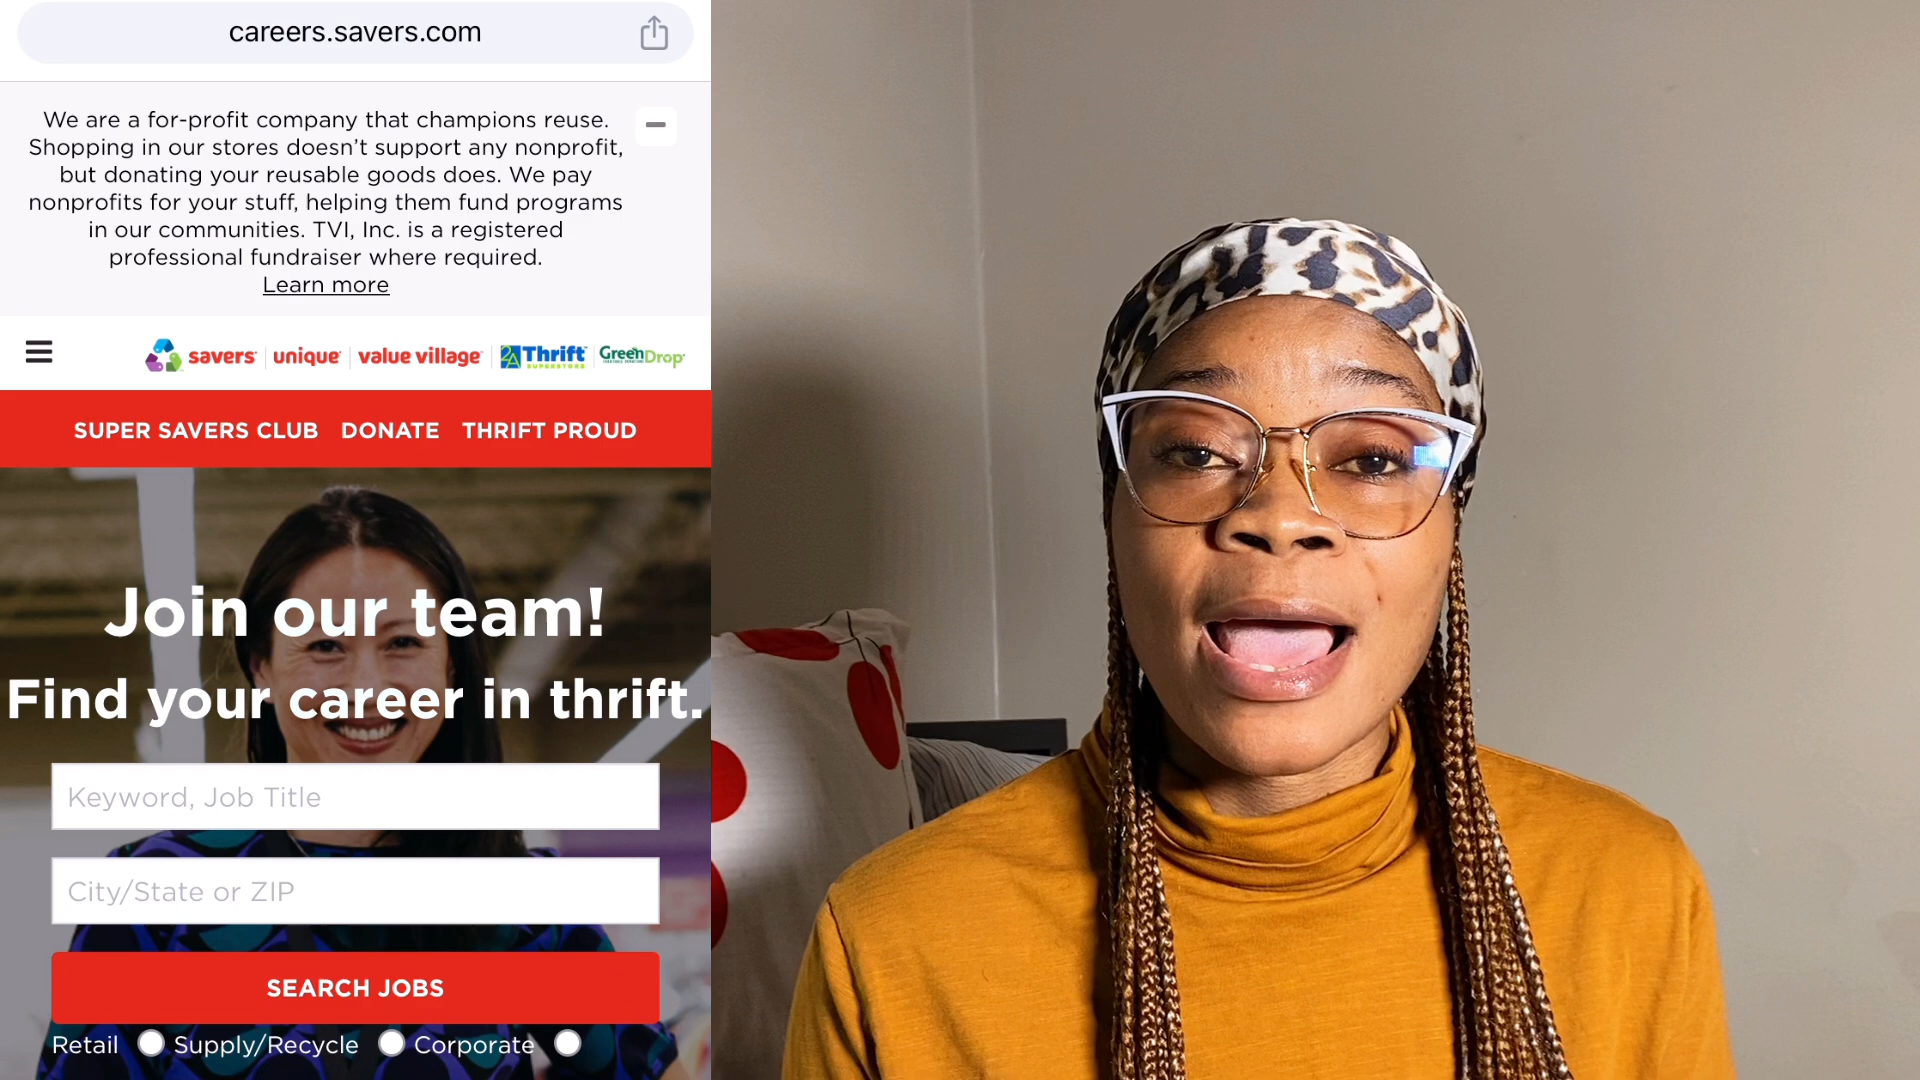 careers.savers.com
We are a for-profit company that champions reuse.
Shopping in our stores doesn’t support any nonprofit,
but donating your reusable goods does. We pay
nonprofits for your stuff, helping them fund programs
in our communities. TVI, Inc. is a registered
professional fundraiser where required.
Learn more
savers unique value village 2A Thrift SUPERSTORE GreenDrop
SUPER SAVERS CLUB DONATE THRIFT PROUD
Join our team!
Find your career in thrift.
Keyword, Job Title
City/State or ZIP
SEARCH JOBS
Retail Supply/Recycle Corporate